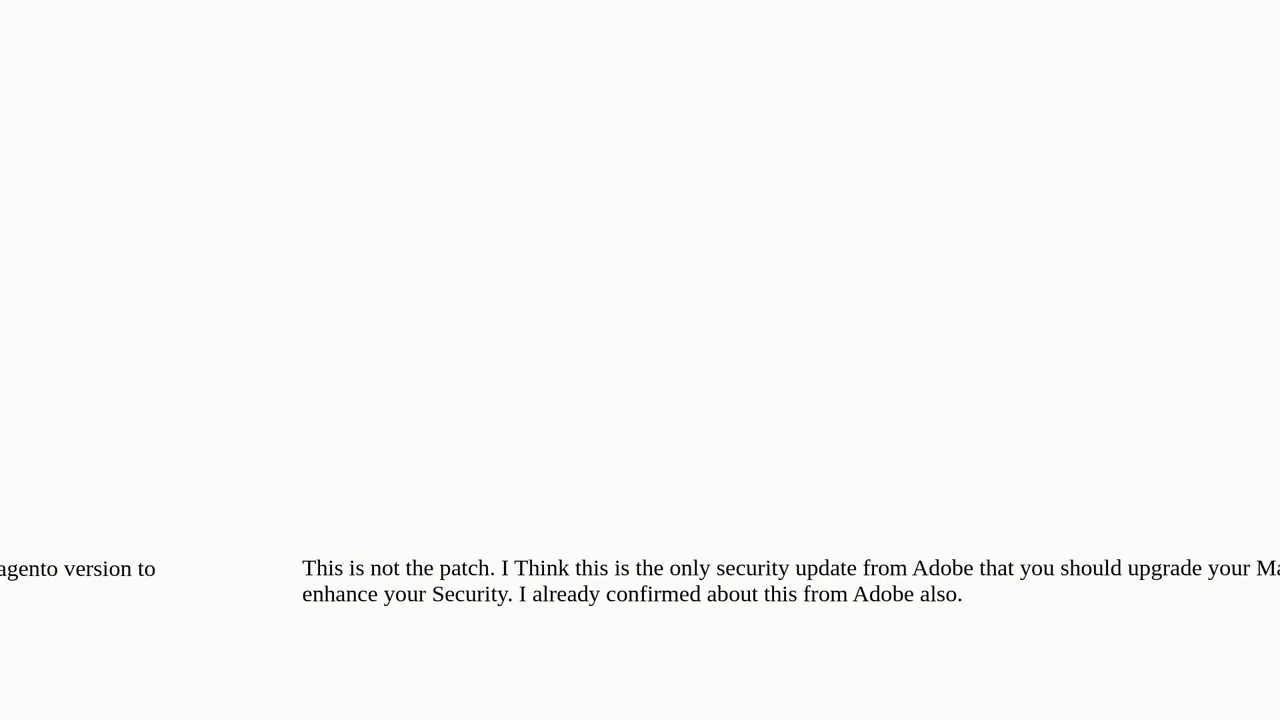 agento version to
This is not the patch. I Think this is the only security update from Adobe that you should upgrade your Ma
enhance your Security. I already confirmed about this from Adobe also.